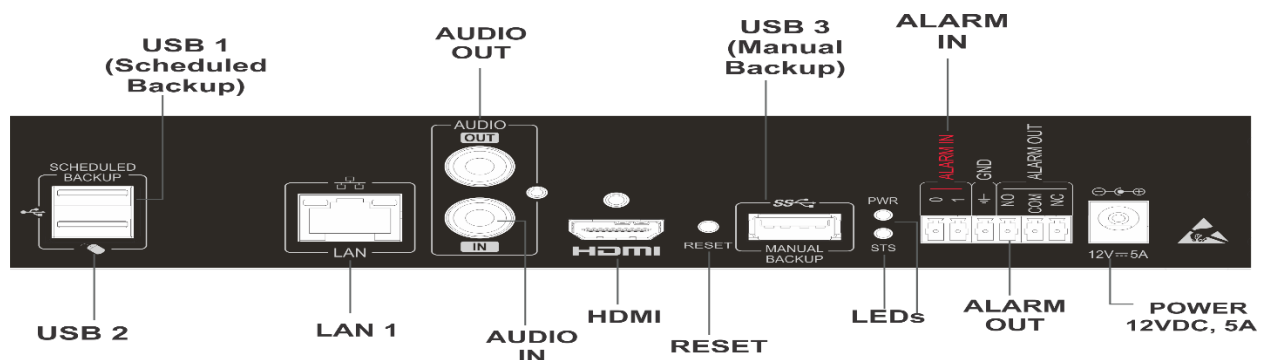 USB 1
(Scheduled
Backup)
AUDIO
OUT
USB 3
(Manual
Backup)
ALARM
IN
SCHEDULED
BACKUP
LAN
AUDIO
OUT
IN
HDMI
RESET
SS
MANUAL
BACKUP
PWR
STS
ALARM IN
0
1
GND
ALARM OUT
NO
COM
NC
12V⎓5A
USB 2
LAN 1
AUDIO
IN
HDMI
RESET
LEDs
ALARM
OUT
POWER
12VDC, 5A